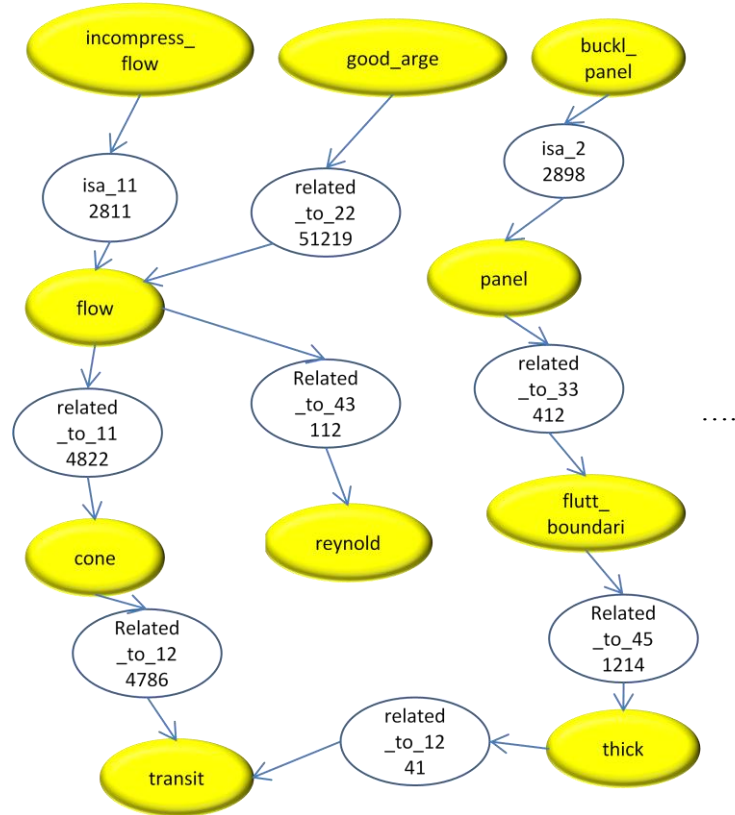 incompress_
flow
good_arge
buckl_
panel
isa_11
2811
related
_to_22
51219
isa_2
2898
flow
panel
related
_to_11
4822
Related
_to_43
112
related
_to_33
412
....
cone
reynold
flutt_
boundari
Related
_to_12
4786
Related
_to_45
1214
related
_to_12
41
transit
thick